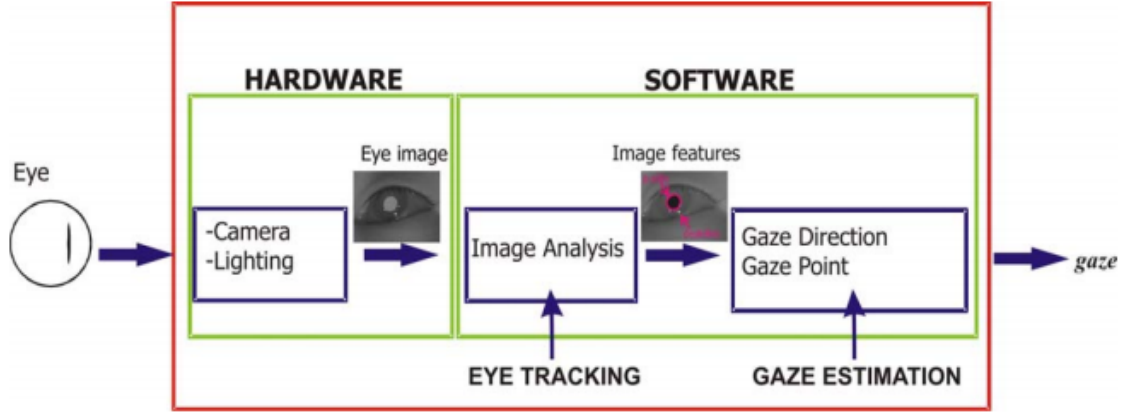 HARDWARE
SOFTWARE
Eye image
Image features
Eye
-Camera
-Lighting
Image Analysis
Gaze Direction
Gaze Point
gaze
EYE TRACKING
GAZE ESTIMATION